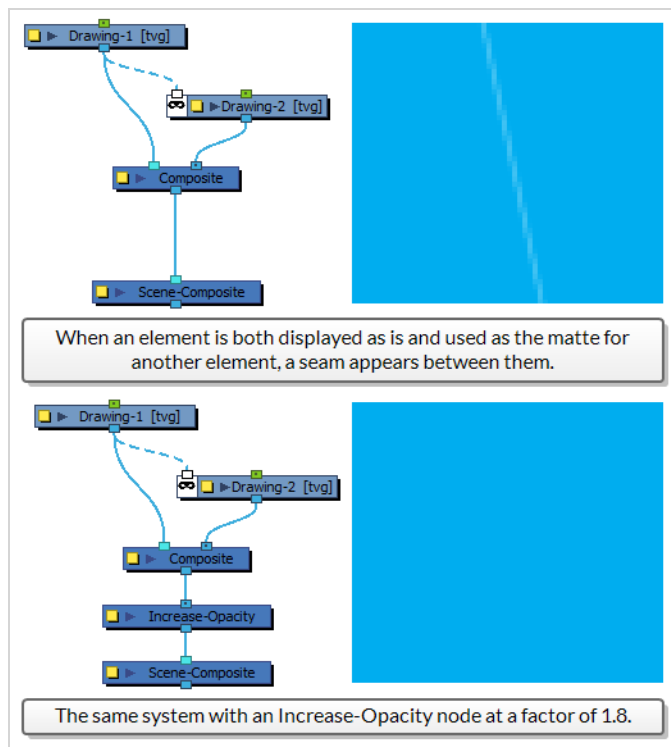 Drawing-1 [tvg]
Drawing-2 [tvg]
Composite
Scene-Composite
When an element is both displayed as is and used as the matte for
another element, a seam appears between them.
Drawing-1 [tvg]
Drawing-2 [tvg]
Composite
Increase-Opacity
Scene-Composite
The same system with an Increase-Opacity node at a factor of 1.8.